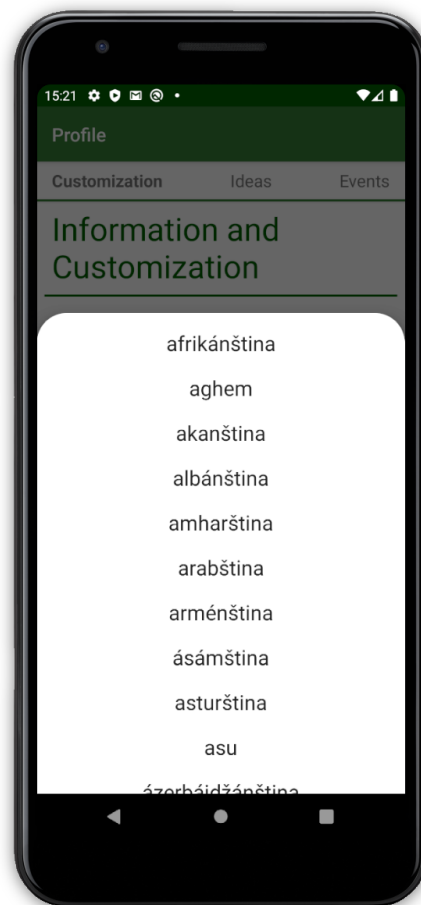 15:21
Profile
Customization Ideas Events
Information and
Customization
afrikánština
aghem
akanština
albánština
amharština
arabština
arménština
ásámština
asturština
asu
ázerbájdžánština